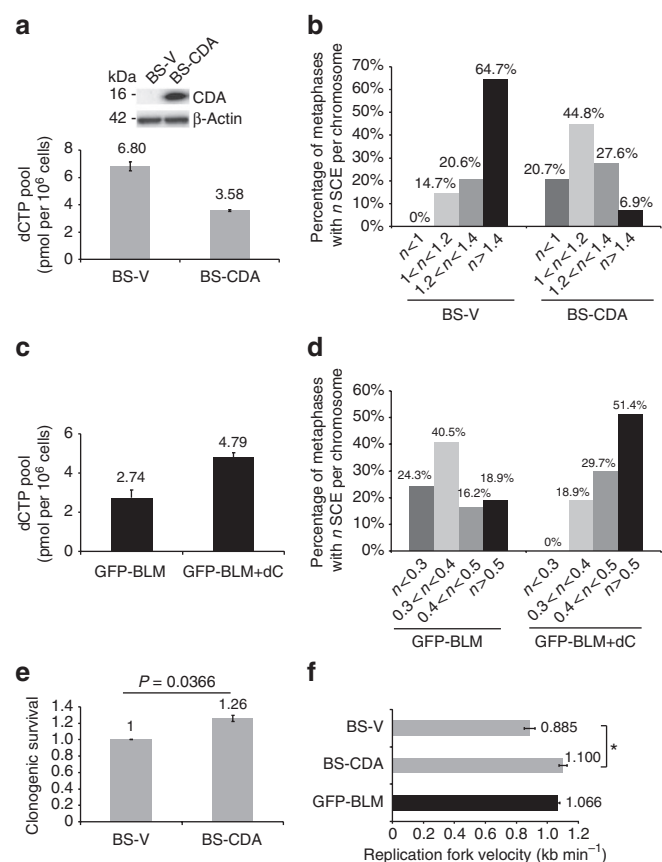 a
BS-V
BS-CDA
kDa
16
CDA
42
β-Actin
dCTP pool
(pmol per 10⁶ cells)
8
6
4
2
0
6.80
3.58
BS-V
BS-CDA
b
Percentage of metaphases
with n SCE per chromosome
70%
60%
50%
40%
30%
20%
10%
0%
0%
14.7%
20.6%
64.7%
20.7%
44.8%
27.6%
6.9%
n<1
1<n<1.2
1.2<n<1.4
n>1.4
n<1
1<n<1.2
1.2<n<1.4
n>1.4
BS-V
BS-CDA
c
dCTP pool
(pmol per 10⁶ cells)
6
4
2
0
2.74
4.79
GFP-BLM
GFP-BLM+dC
d
Percentage of metaphases
with n SCE per chromosome
60%
50%
40%
30%
20%
10%
0%
24.3%
40.5%
16.2%
18.9%
0%
18.9%
29.7%
51.4%
n<0.3
0.3<n<0.4
0.4<n<0.5
n>0.5
n<0.3
0.3<n<0.4
0.4<n<0.5
n>0.5
GFP-BLM
GFP-BLM+dC
e
P = 0.0366
Clonogenic survival
1.4
1.2
1.0
0.8
0.6
0.4
0.2
0
1
1.26
BS-V
BS-CDA
f
BS-V
0.885
BS-CDA
1.100
*
GFP-BLM
1.066
0 0.2 0.4 0.6 0.8 1.0 1.2
Replication fork velocity (kb min⁻¹)